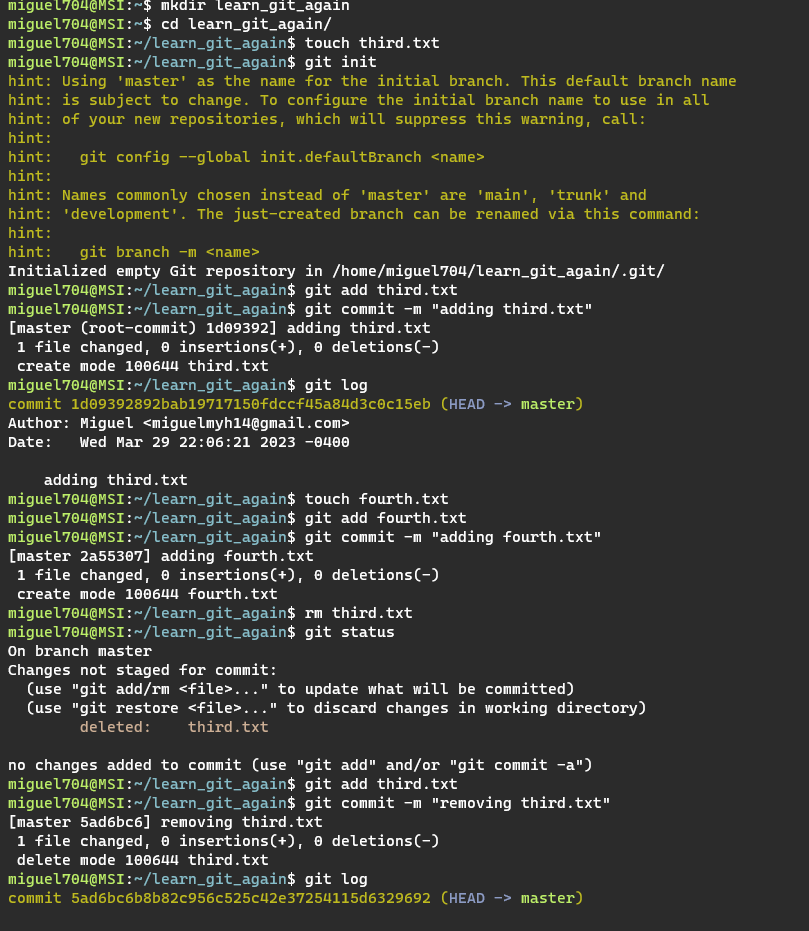 miguel704@MSI:~$ mkdir learn_git_again
miguel704@MSI:~$ cd learn_git_again/
miguel704@MSI:~/learn_git_again$ touch third.txt
miguel704@MSI:~/learn_git_again$ git init
hint: Using 'master' as the name for the initial branch. This default branch name
hint: is subject to change. To configure the initial branch name to use in all
hint: of your new repositories, which will suppress this warning, call:
hint:
hint:   git config --global init.defaultBranch <name>
hint:
hint: Names commonly chosen instead of 'master' are 'main', 'trunk' and
hint: 'development'. The just-created branch can be renamed via this command:
hint:
hint:   git branch -m <name>
Initialized empty Git repository in /home/miguel704/learn_git_again/.git/
miguel704@MSI:~/learn_git_again$ git add third.txt
miguel704@MSI:~/learn_git_again$ git commit -m "adding third.txt"
[master (root-commit) 1d09392] adding third.txt
 1 file changed, 0 insertions(+), 0 deletions(-)
 create mode 100644 third.txt
miguel704@MSI:~/learn_git_again$ git log
commit 1d09392892bab19717150fdccf45a84d3c0c15eb (HEAD -> master)
Author: Miguel <miguelmyh14@gmail.com>
Date:   Wed Mar 29 22:06:21 2023 -0400

    adding third.txt
miguel704@MSI:~/learn_git_again$ touch fourth.txt
miguel704@MSI:~/learn_git_again$ git add fourth.txt
miguel704@MSI:~/learn_git_again$ git commit -m "adding fourth.txt"
[master 2a55307] adding fourth.txt
 1 file changed, 0 insertions(+), 0 deletions(-)
 create mode 100644 fourth.txt
miguel704@MSI:~/learn_git_again$ rm third.txt
miguel704@MSI:~/learn_git_again$ git status
On branch master
Changes not staged for commit:
  (use "git add/rm <file>..." to update what will be committed)
  (use "git restore <file>..." to discard changes in working directory)
        deleted:    third.txt

no changes added to commit (use "git add" and/or "git commit -a")
miguel704@MSI:~/learn_git_again$ git add third.txt
miguel704@MSI:~/learn_git_again$ git commit -m "removing third.txt"
[master 5ad6bc6] removing third.txt
 1 file changed, 0 insertions(+), 0 deletions(-)
 delete mode 100644 third.txt
miguel704@MSI:~/learn_git_again$ git log
commit 5ad6bc6b8b82c956c525c42e37254115d6329692 (HEAD -> master)